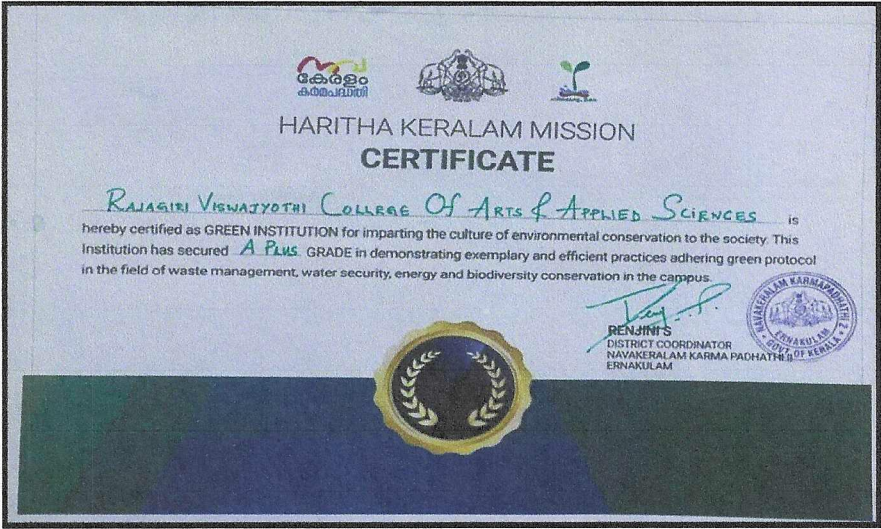 നവ
കേരളം
കർമപദ്ധതി
HARITHA KERALAM MISSION
CERTIFICATE
RAJAGIRI VISWAJYOTHI COLLEGE OF ARTS & APPLIED SCIENCES is
hereby certified as GREEN INSTITUTION for imparting the culture of environmental conservation to the society. This
Institution has secured A PLUS GRADE in demonstrating exemplary and efficient practices adhering green protocol
in the field of waste management, water security, energy and biodiversity conservation in the campus.
RENJINI S
DISTRICT COORDINATOR
NAVAKERALAM KARMA PADHATHI
ERNAKULAM
NAVAKERALAM KARMAPADHATHI 2
ERNAKULAM
GOVT. OF KERALA